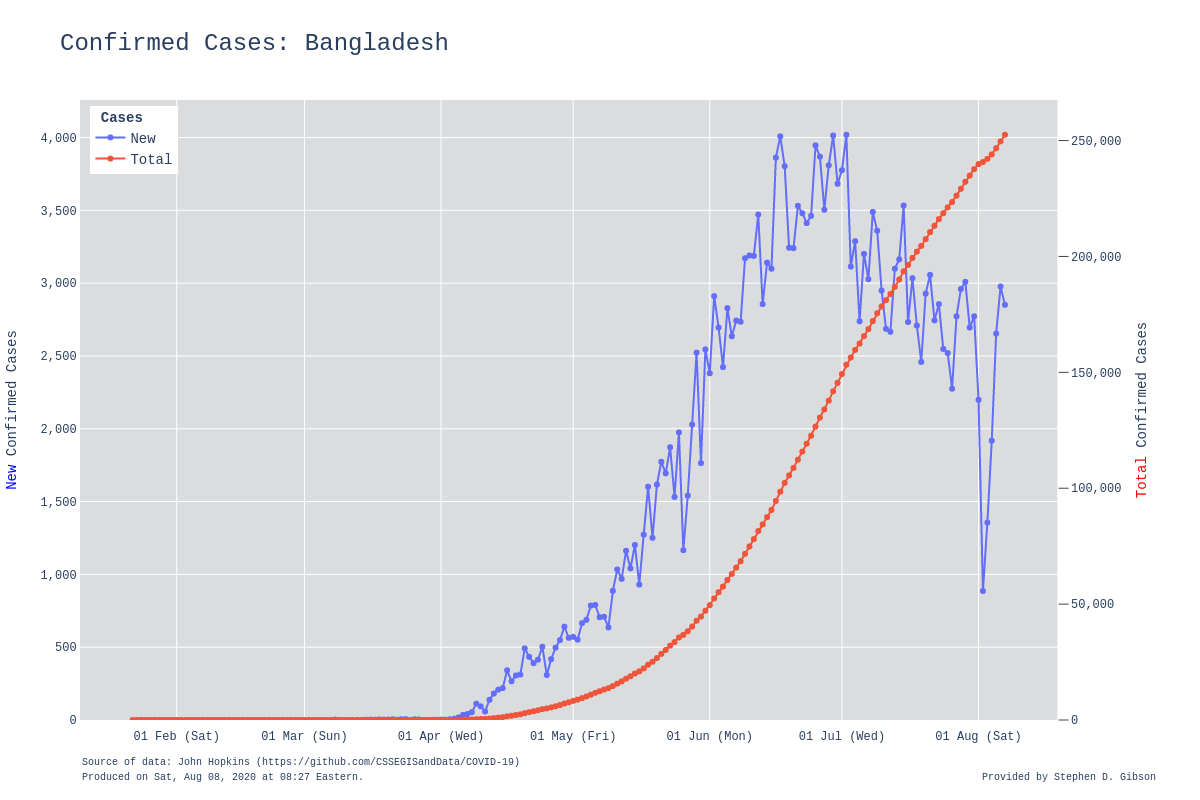 Confirmed Cases: Bangladesh
Cases
New
Total
4,000
3,500
3,000
2,500
2,000
1,500
1,000
500
0
250,000
200,000
150,000
100,000
50,000
0
New Confirmed Cases
Total Confirmed Cases
01 Feb (Sat) 01 Mar (Sun) 01 Apr (Wed) 01 May (Fri) 01 Jun (Mon) 01 Jul (Wed) 01 Aug (Sat)
Source of data: John Hopkins (https://github.com/CSSEGISandData/COVID-19)
Produced on Sat, Aug 08, 2020 at 08:27 Eastern.
Provided by Stephen D. Gibson